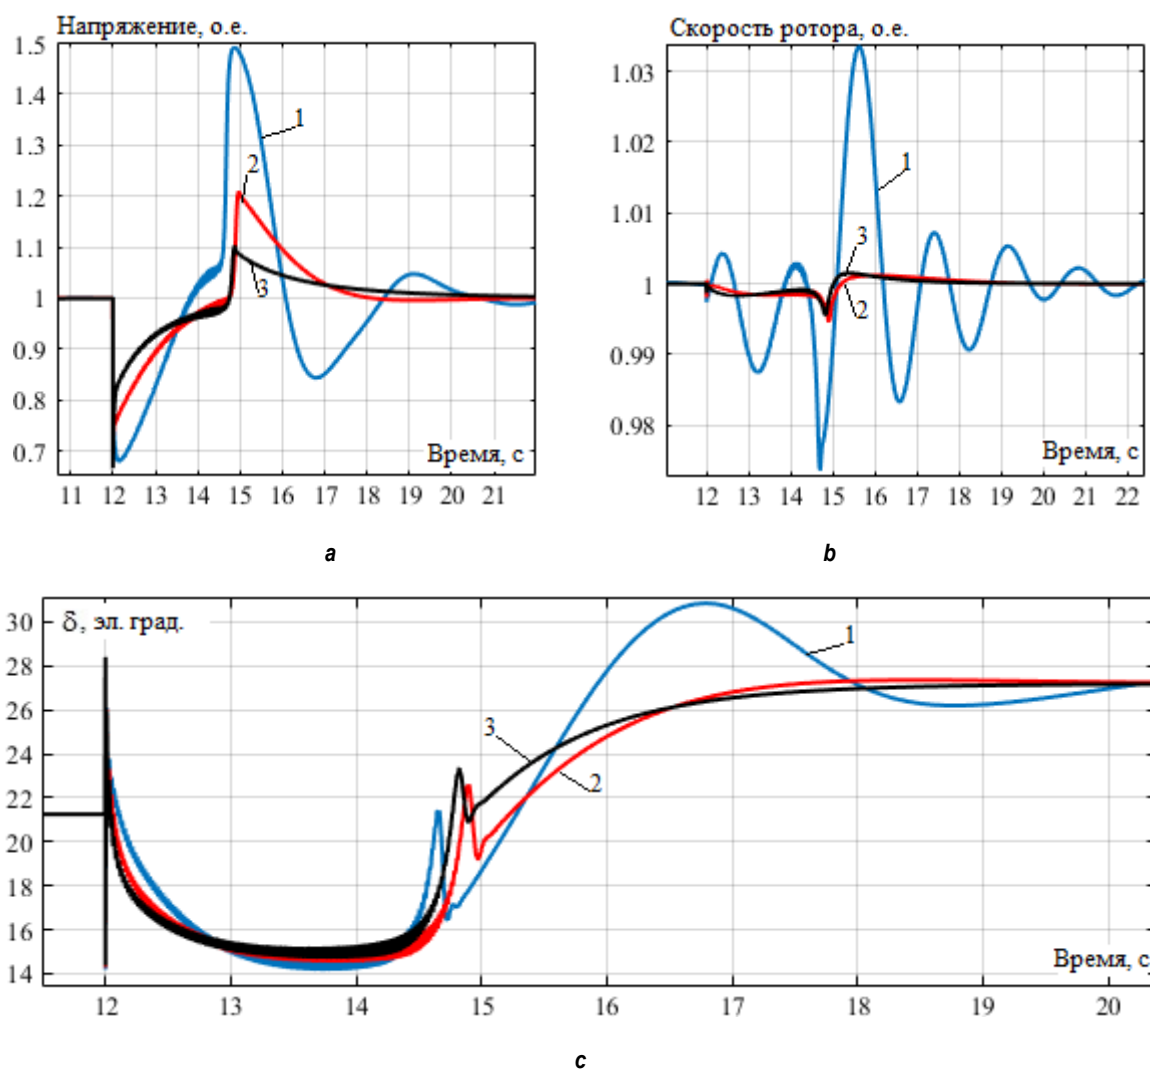 Напряжение, о.е.
1.5
1.4
1.3
1.2
1.1
1
0.9
0.8
0.7
1
2
3
Время, с
11 12 13 14 15 16 17 18 19 20 21
a
Скорость ротора, о.е.
1.03
1.02
1.01
1
0.99
0.98
1
3
2
Время, с
12 13 14 15 16 17 18 19 20 21 22
b
δ, эл. град.
30
28
26
24
22
20
18
16
14
1
3
2
Время, с
12 13 14 15 16 17 18 19 20
c